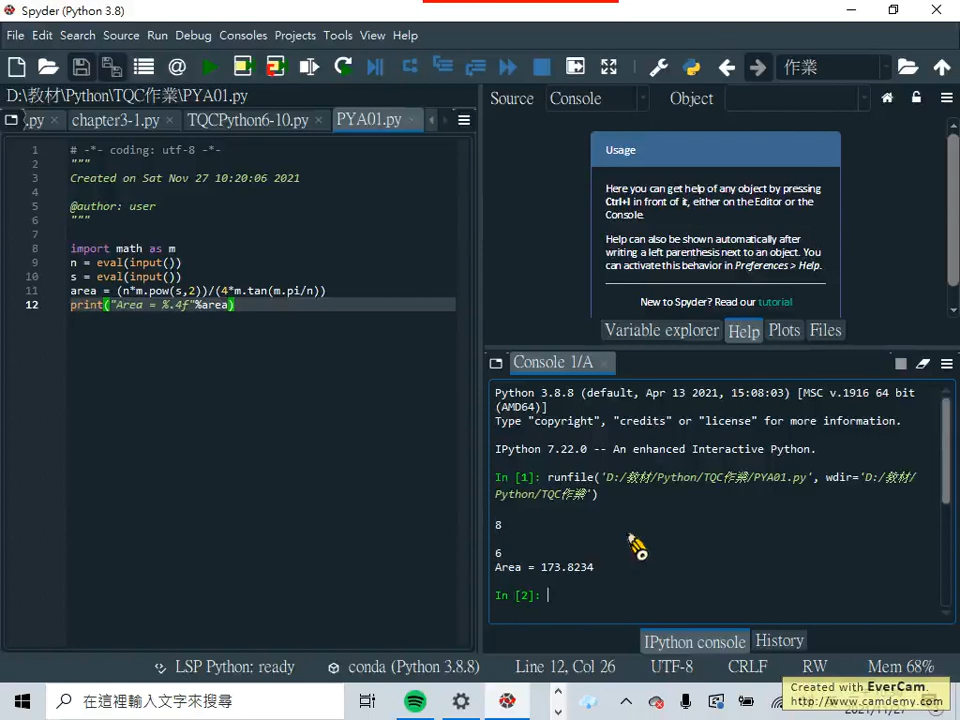 Spyder (Python 3.8)
File Edit Search Source Run Debug Consoles Projects Tools View Help
作業
D:\教材\Python\TQC作業\PYA01.py
.py chapter3-1.py TQCPython6-10.py PYA01.py
1 # -*- coding: utf-8 -*-
2 """
3 Created on Sat Nov 27 10:20:06 2021
4
5 @author: user
6 """
7
8 import math as m
9 n = eval(input())
10 s = eval(input())
11 area = (n*m.pow(s,2))/(4*m.tan(m.pi/n))
12 print("Area = %.4f"%area)
Source Console Object
Usage
Here you can get help of any object by pressing
Ctrl+I in front of it, either on the Editor or the
Console.
Help can also be shown automatically after
writing a left parenthesis next to an object. You
can activate this behavior in Preferences > Help.
New to Spyder? Read our tutorial
Variable explorer Help Plots Files
Console 1/A
Python 3.8.8 (default, Apr 13 2021, 15:08:03) [MSC v.1916 64 bit
(AMD64)]
Type "copyright", "credits" or "license" for more information.
IPython 7.22.0 -- An enhanced Interactive Python.
In [1]: runfile('D:/教材/Python/TQC作業/PYA01.py', wdir='D:/教材/
Python/TQC作業')
8
6
Area = 173.8234
In [2]:
IPython console History
LSP Python: ready conda (Python 3.8.8) Line 12, Col 26 UTF-8 CRLF RW Mem 68%
在這裡輸入文字來搜尋
Created with EverCam.
http://www.camdemy.com